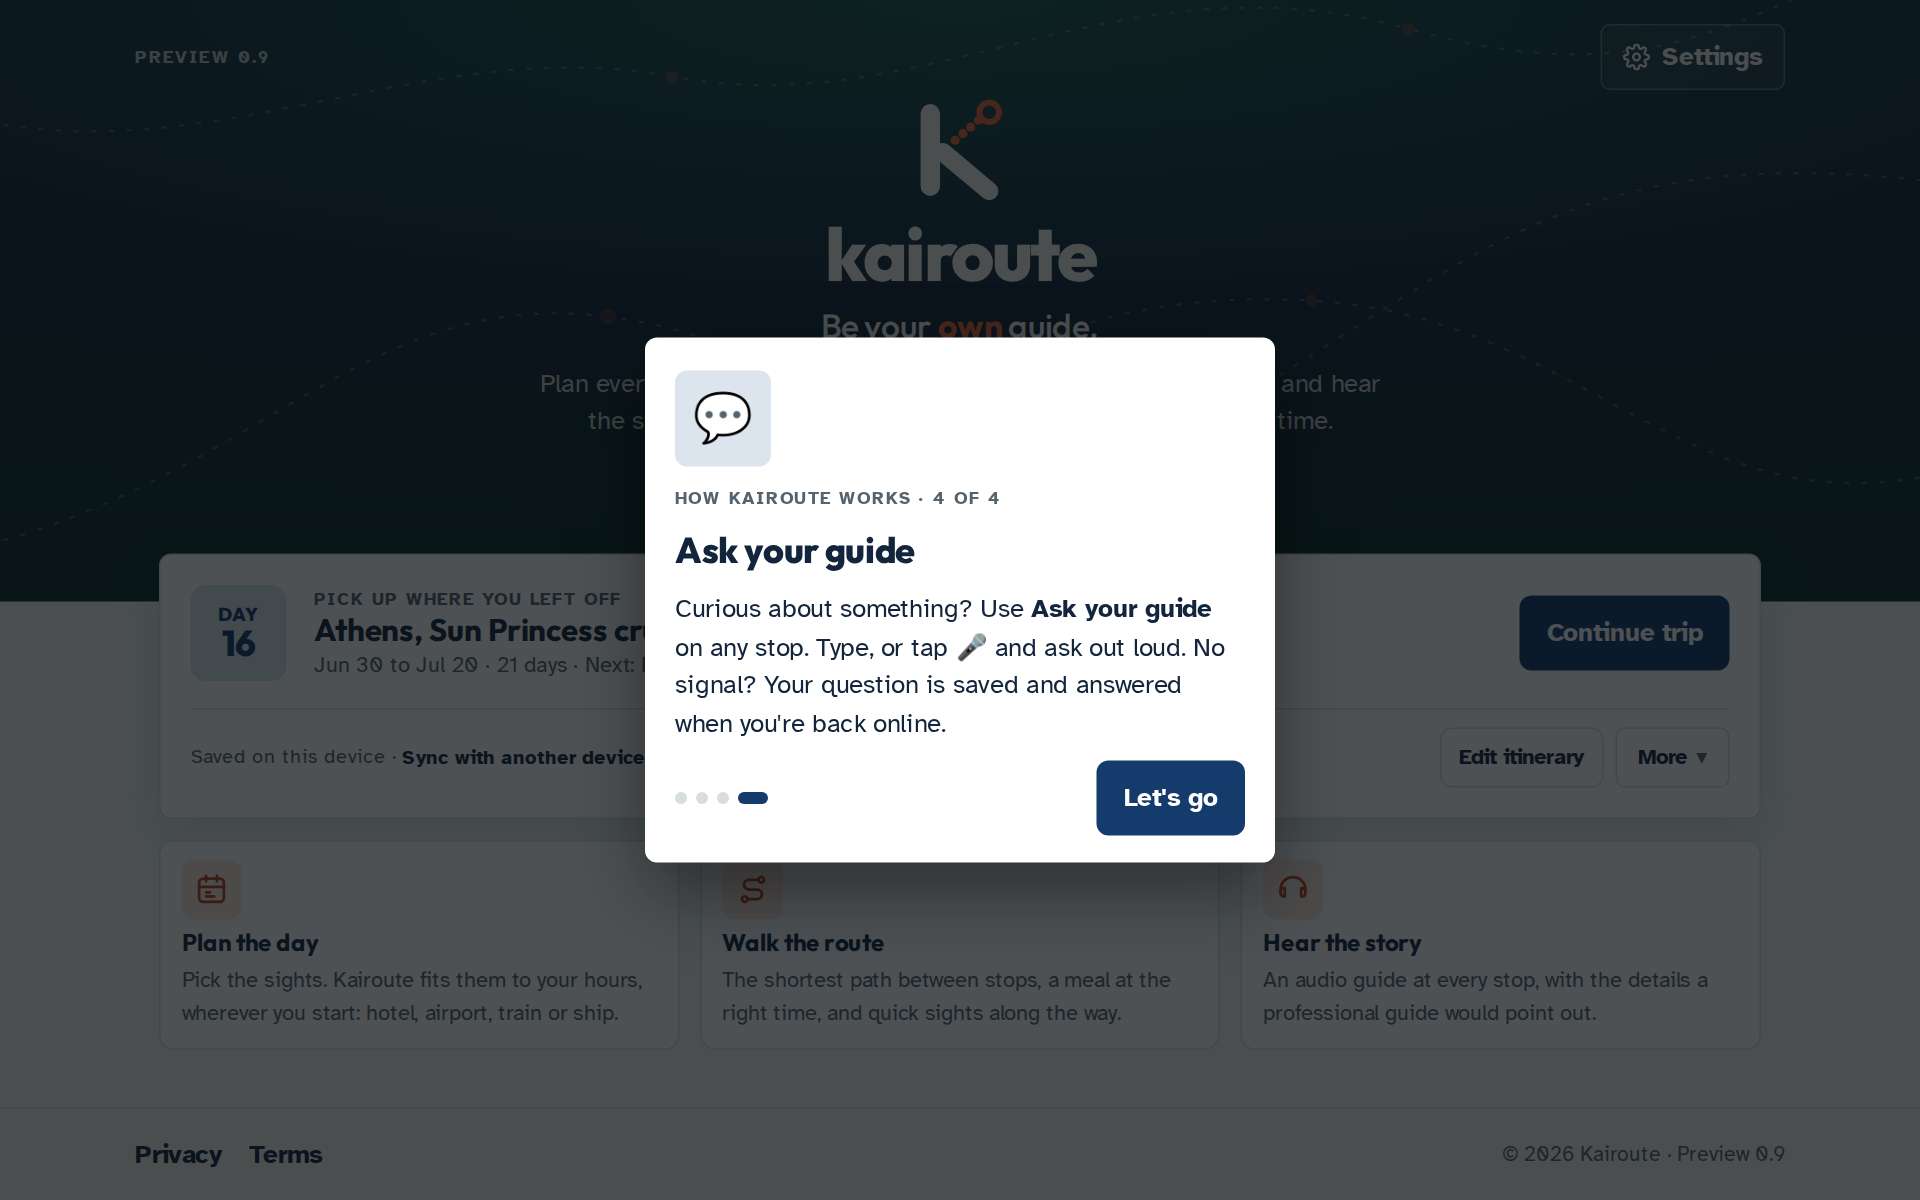 PREVIEW 0.9
Settings
kairoute
Be your own guide.
Plan ever
and hear
the s
time.
HOW KAIROUTE WORKS · 4 OF 4
Ask your guide
Curious about something? Use Ask your guide
on any stop. Type, or tap 🎤 and ask out loud. No
signal? Your question is saved and answered
when you're back online.
Let's go
DAY
16
PICK UP WHERE YOU LEFT OFF
Athens, Sun Princess cru
Jun 30 to Jul 20 · 21 days · Next:
Continue trip
Saved on this device · Sync with another device
Edit itinerary
More ▾
Plan the day
Pick the sights. Kairoute fits them to your hours,
wherever you start: hotel, airport, train or ship.
Walk the route
The shortest path between stops, a meal at the
right time, and quick sights along the way.
Hear the story
An audio guide at every stop, with the details a
professional guide would point out.
Privacy
Terms
© 2026 Kairoute · Preview 0.9